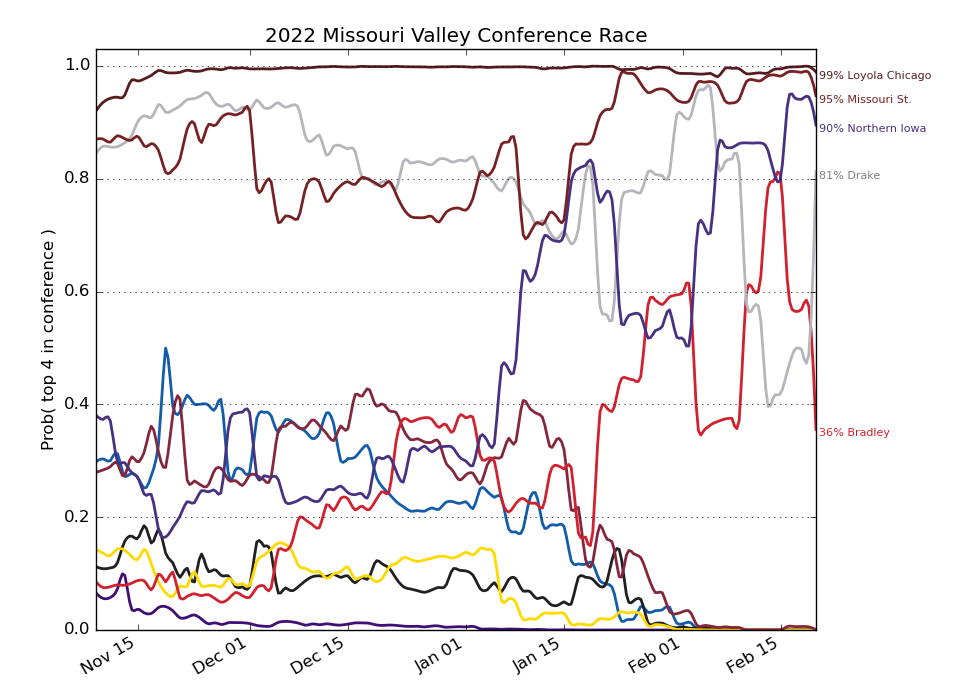 2022 Missouri Valley Conference Race
Prob( top 4 in conference )
1.0
0.8
0.6
0.4
0.2
0.0
Nov 15
Dec 01
Dec 15
Jan 01
Jan 15
Feb 01
Feb 15
99% Loyola Chicago
95% Missouri St.
90% Northern Iowa
81% Drake
36% Bradley